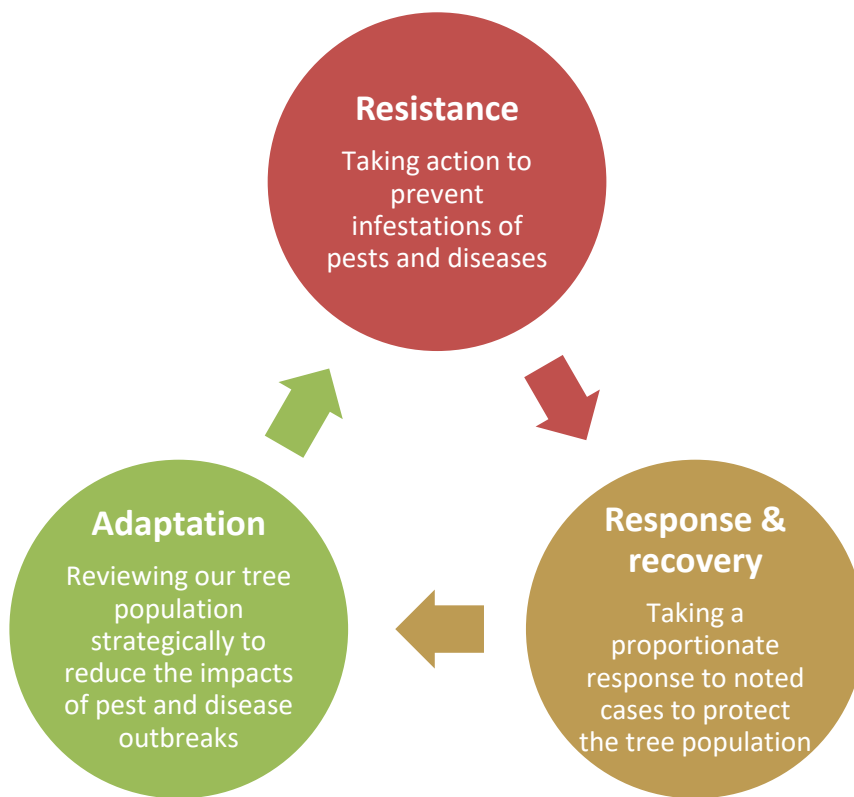 Resistance
Taking action to
prevent
infestations of
pests and diseases
Response &
recovery
Taking a
proportionate
response to noted
cases to protect
the tree population
Adaptation
Reviewing our tree
population
strategically to
reduce the impacts
of pest and disease
outbreaks